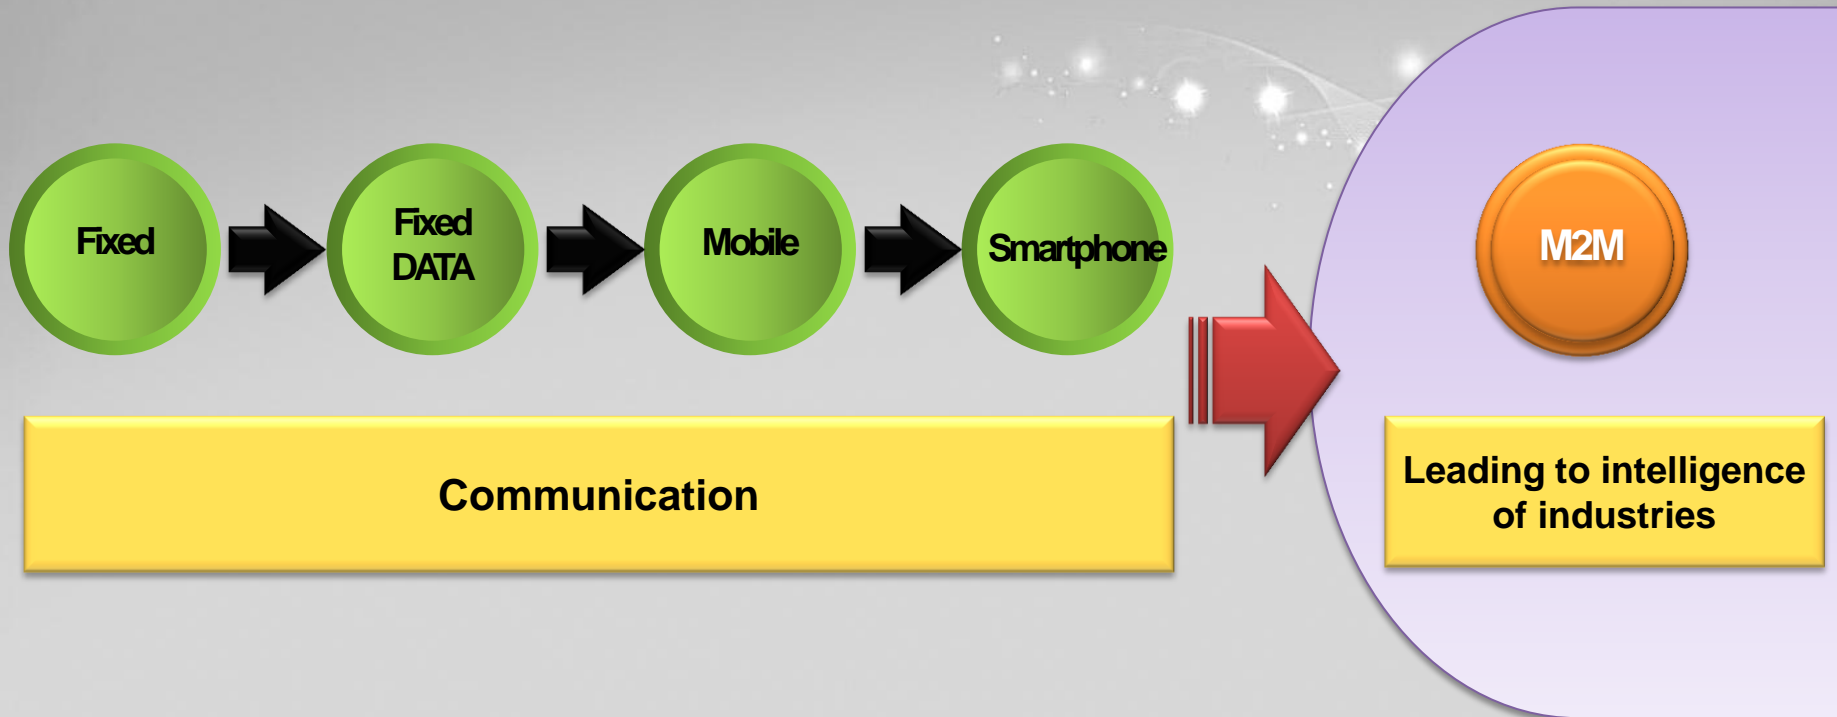 Fixed
Fixed
DATA
Mobile
Smartphone
M2M
Communication
Leading to intelligence
of industries